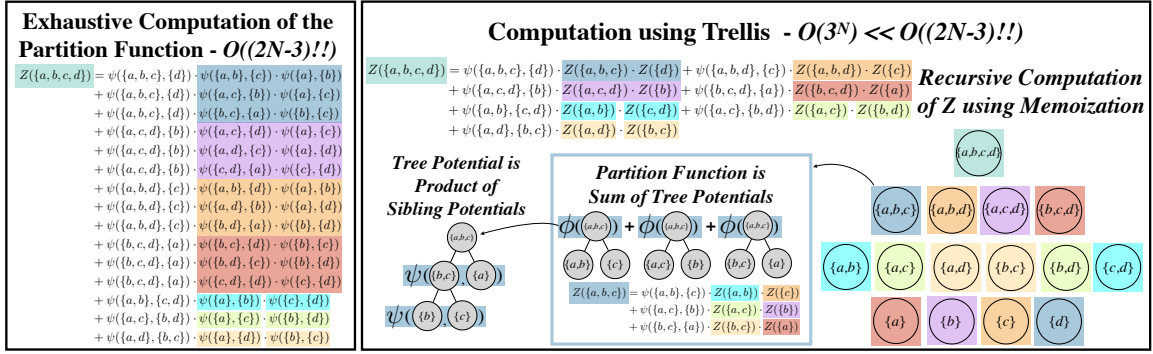 Exhaustive Computation of the
Partition Function - O((2N-3)!!)
Z({a, b, c, d}) = ψ({a, b, c}, {d}) · ψ({a, b}, {c}) · ψ({a}, {b})
+ ψ({a, b, c}, {d}) · ψ({a, c}, {b}) · ψ({a}, {c})
+ ψ({a, b, c}, {d}) · ψ({b, c}, {a}) · ψ({b}, {c})
+ ψ({a, c, d}, {b}) · ψ({a, c}, {d}) · ψ({a}, {c})
+ ψ({a, c, d}, {b}) · ψ({a, d}, {c}) · ψ({a}, {d})
+ ψ({a, c, d}, {b}) · ψ({c, d}, {a}) · ψ({c}, {d})
+ ψ({a, b, d}, {c}) · ψ({a, b}, {d}) · ψ({a}, {b})
+ ψ({a, b, d}, {c}) · ψ({a, d}, {b}) · ψ({a}, {d})
+ ψ({a, b, d}, {c}) · ψ({b, d}, {a}) · ψ({b}, {d})
+ ψ({b, c, d}, {a}) · ψ({b, c}, {d}) · ψ({b}, {c})
+ ψ({b, c, d}, {a}) · ψ({b, d}, {c}) · ψ({b}, {d})
+ ψ({b, c, d}, {a}) · ψ({c, d}, {b}) · ψ({c}, {d})
+ ψ({a, b}, {c, d}) · ψ({a}, {b}) · ψ({c}, {d})
+ ψ({a, c}, {b, d}) · ψ({a}, {c}) · ψ({b}, {d})
+ ψ({a, d}, {b, c}) · ψ({a}, {d}) · ψ({b}, {c})
Computation using Trellis - O(3^N) << O((2N-3)!!)
Z({a, b, c, d}) = ψ({a, b, c}, {d}) · Z({a, b, c}) · Z({d}) + ψ({a, b, d}, {c}) · Z({a, b, d}) · Z({c})
+ ψ({a, c, d}, {b}) · Z({a, c, d}) · Z({b}) + ψ({b, c, d}, {a}) · Z({b, c, d}) · Z({a})
+ ψ({a, b}, {c, d}) · Z({a, b}) · Z({c, d}) + ψ({a, c}, {b, d}) · Z({a, c}) · Z({b, d})
+ ψ({a, d}, {b, c}) · Z({a, d}) · Z({b, c})
Recursive Computation
of Z using Memoization
Tree Potential is
Product of
Sibling Potentials
{a,b,c}
ψ({b,c}, {a})
ψ({b}, {c})
Partition Function is
Sum of Tree Potentials
ϕ({a,b,c}) + ϕ({a,b,c}) + ϕ({a,b,c})
{a,b} {c} {a,c} {b} {b,c} {a}
Z({a, b, c}) = ψ({a, b}, {c}) · Z({a, b}) · Z({c})
+ ψ({a, c}, {b}) · Z({a, c}) · Z({b})
+ ψ({b, c}, {a}) · Z({b, c}) · Z({a})
{a,b,c,d}
{a,b,c} {a,b,d} {a,c,d} {b,c,d}
{a,b} {a,c} {a,d} {b,c} {b,d} {c,d}
{a} {b} {c} {d}